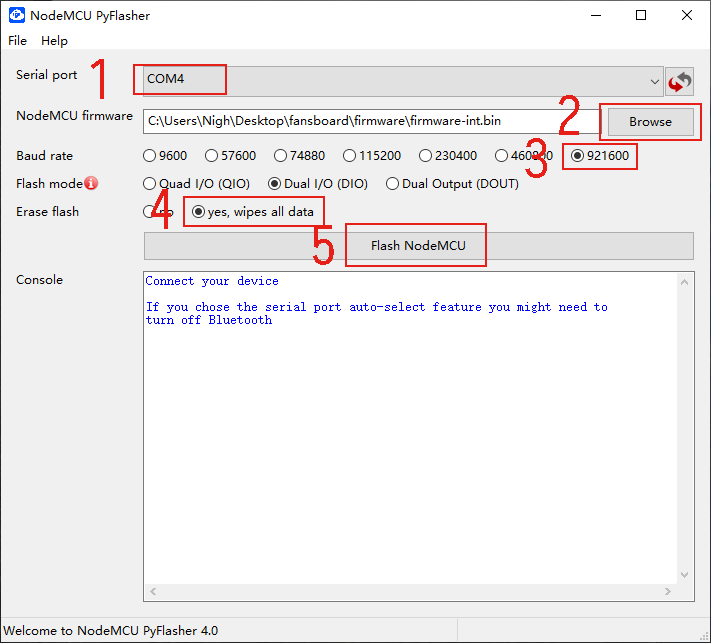 NodeMCU PyFlasher
File Help
Serial port 1 COM4
NodeMCU firmware C:\Users\Nigh\Desktop\fansboard\firmware\firmware-int.bin 2 Browse
Baud rate 9600 57600 74880 115200 230400 460800 3 921600
Flash mode Quad I/O (QIO) Dual I/O (DIO) Dual Output (DOUT)
Erase flash 4 no yes, wipes all data
5 Flash NodeMCU
Console
Connect your device
If you chose the serial port auto-select feature you might need to
turn off Bluetooth
Welcome to NodeMCU PyFlasher 4.0